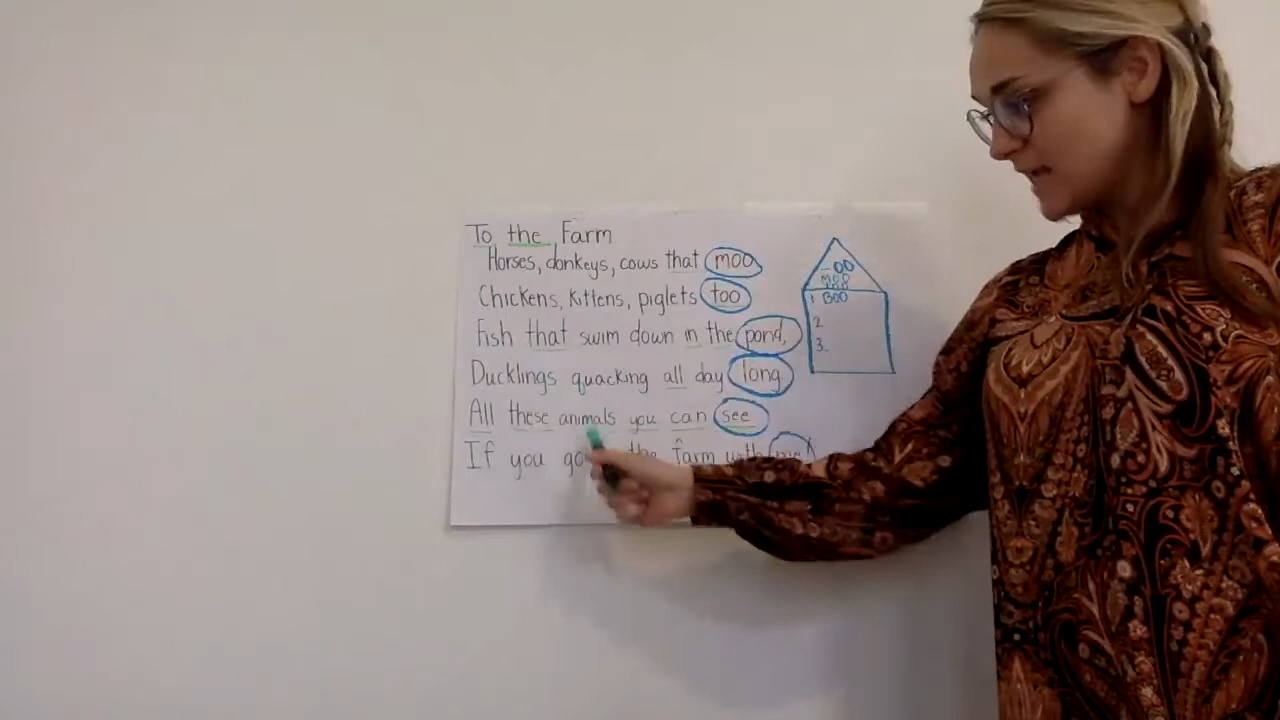 To the Farm
Horses, donkeys, cows that moo
Chickens, kittens, piglets too
Fish that swim down in the pond,
Ducklings quacking all day long
All these animals you can see
If you go the farm with
-oo
moo
1 Boo
2
3.